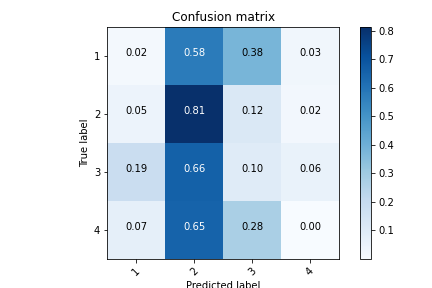 Confusion matrix
True label
1 0.02 0.58 0.38 0.03
2 0.05 0.81 0.12 0.02
3 0.19 0.66 0.10 0.06
4 0.07 0.65 0.28 0.00
1 2 3 4
Predicted label
0.8
0.7
0.6
0.5
0.4
0.3
0.2
0.1